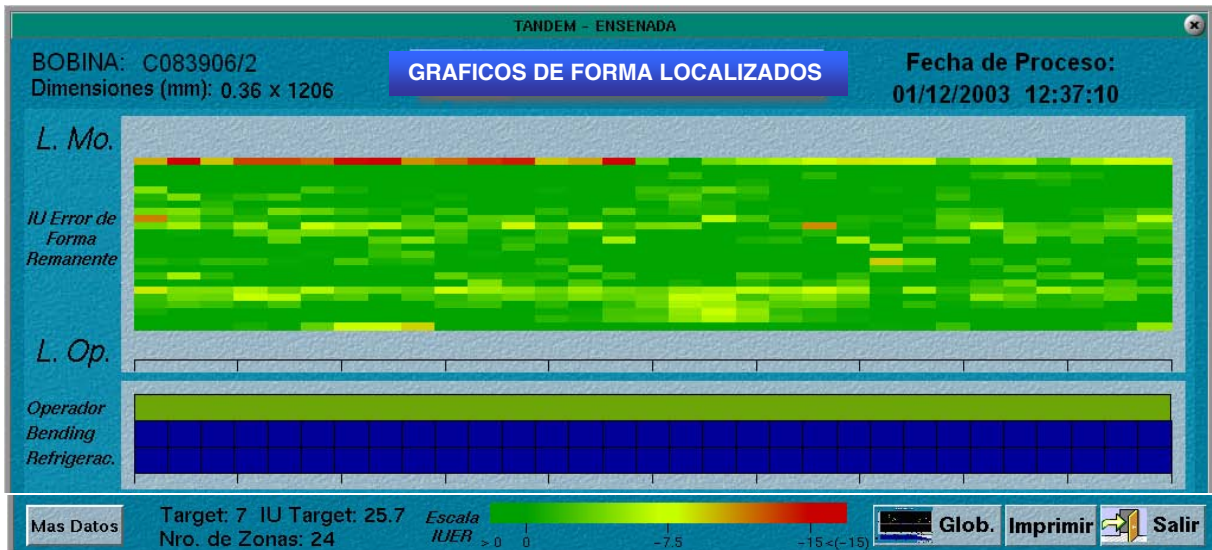 TANDEM - ENSENADA
BOBINA: C083906/2
Dimensiones (mm): 0.36 x 1206
GRAFICOS DE FORMA LOCALIZADOS
Fecha de Proceso:
01/12/2003 12:37:10
L. Mo.
IU Error de
Forma
Remanente
L. Op.
Operador
Bending
Refrigerac.
Mas Datos
Target: 7 IU Target: 25.7
Nro. de Zonas: 24
Escala
IUER
> 0 0 -7.5 -15 <(-15)
Glob.
Imprimir
Salir